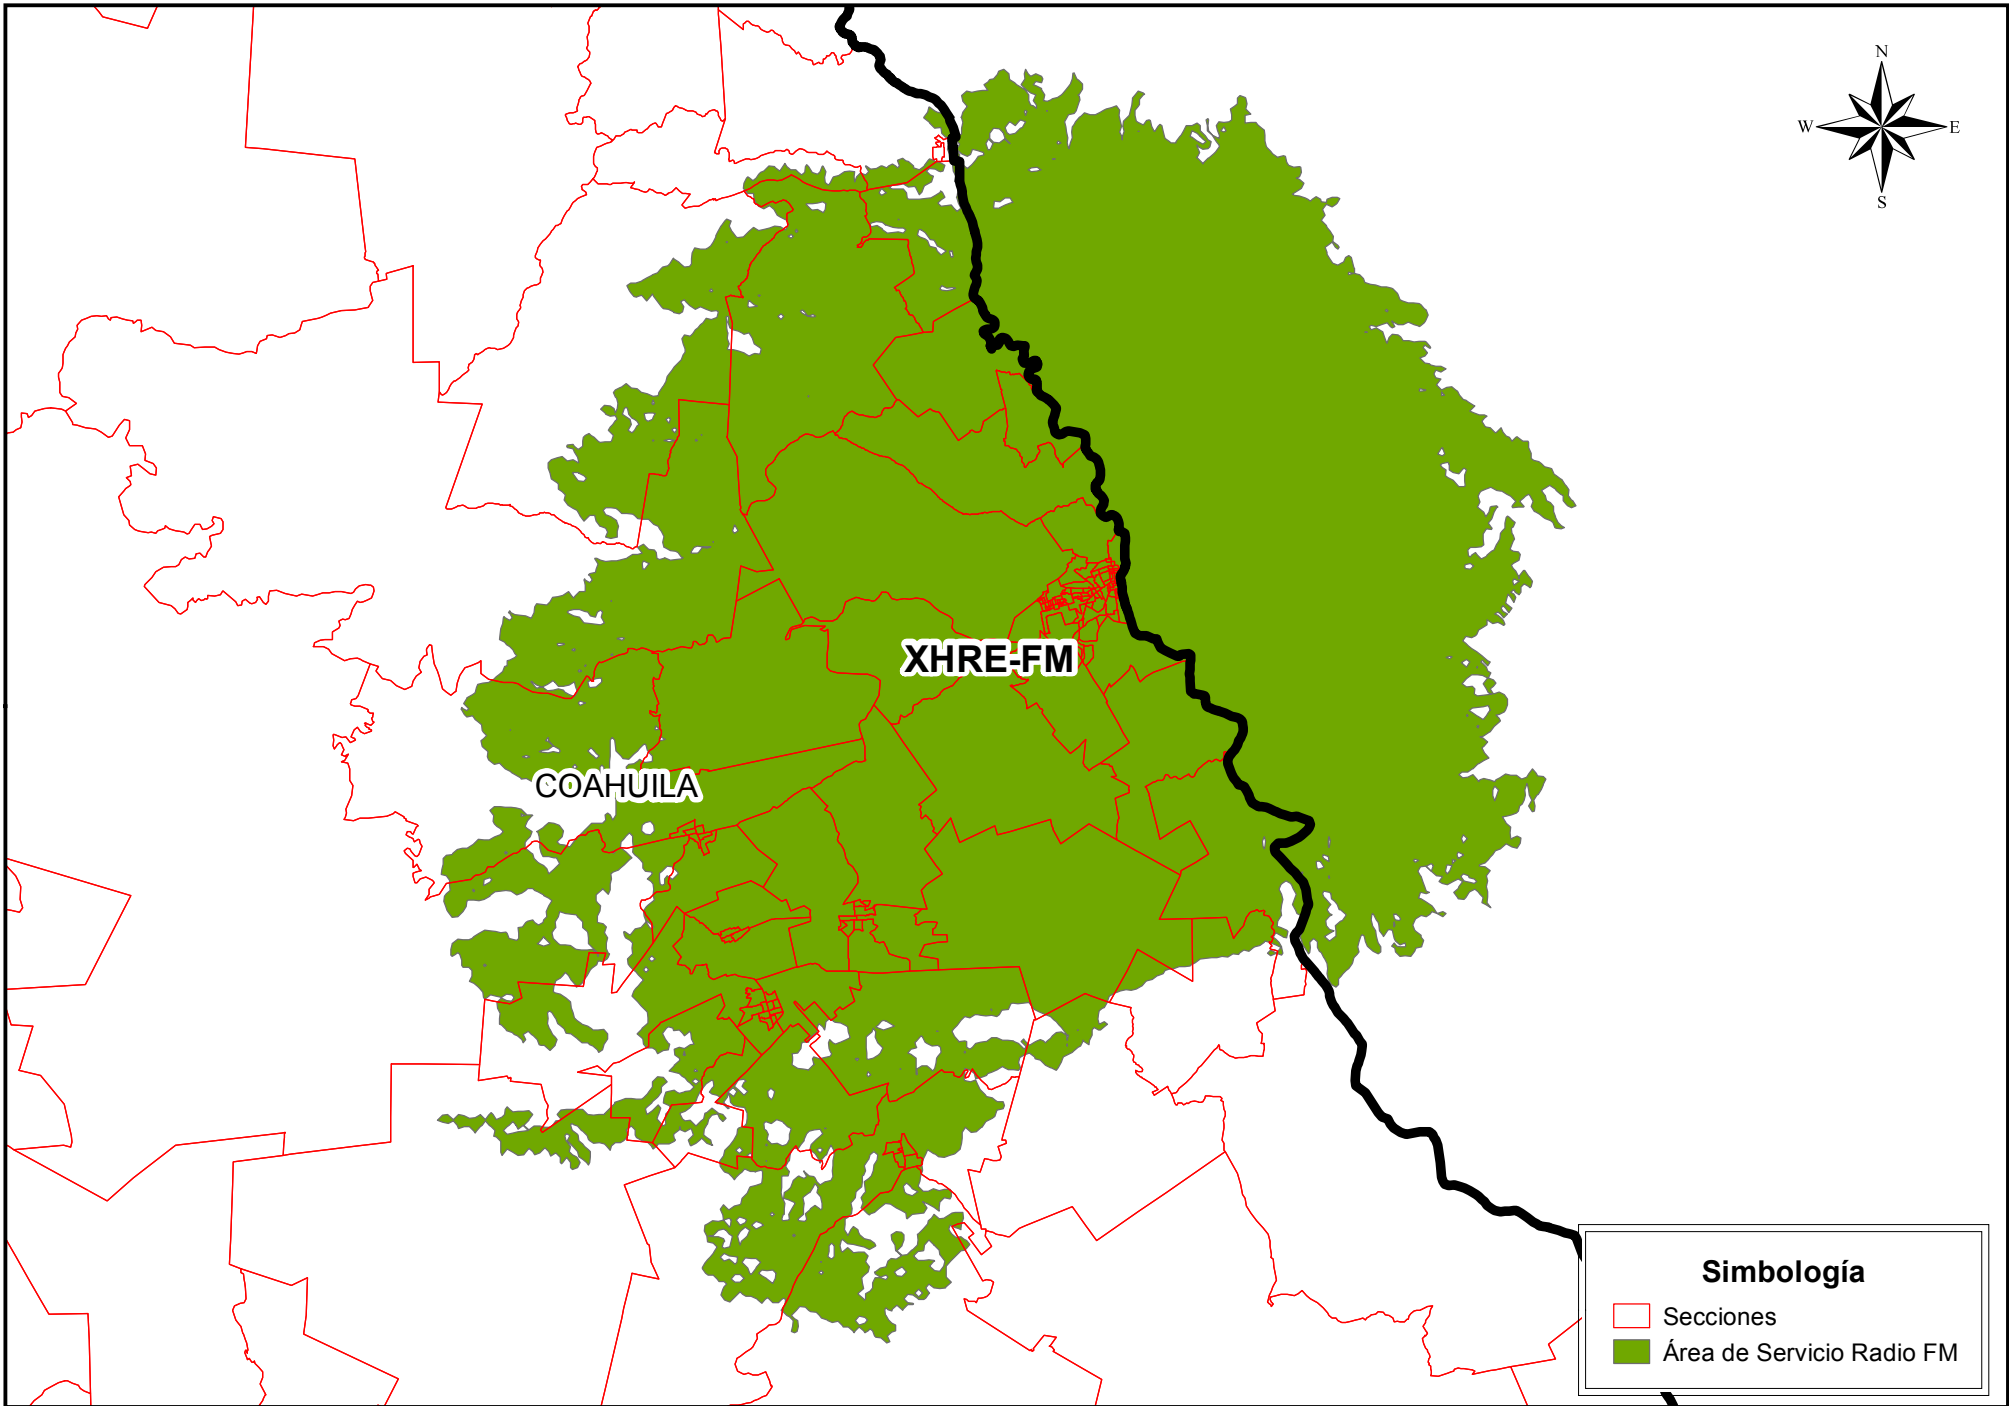 N
W E
S
XHRE-FM
COAHUILA
Simbología
Secciones
Área de Servicio Radio FM